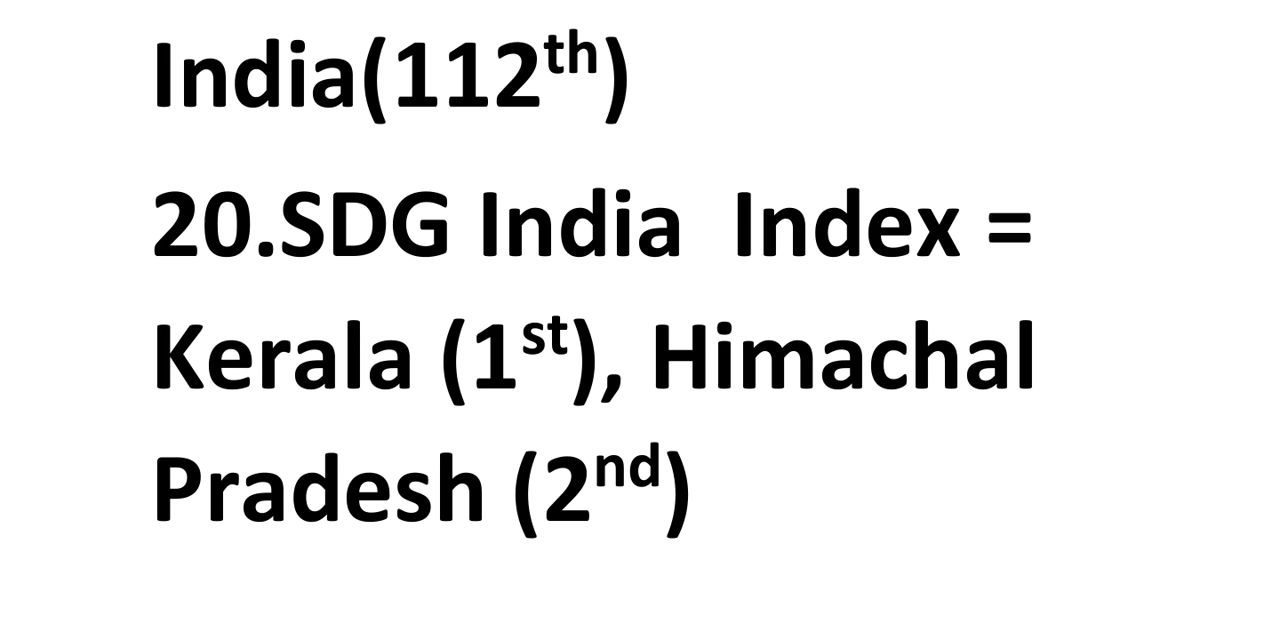 India(112th)
20.SDG India  Index =
Kerala (1st), Himachal
Pradesh (2nd)